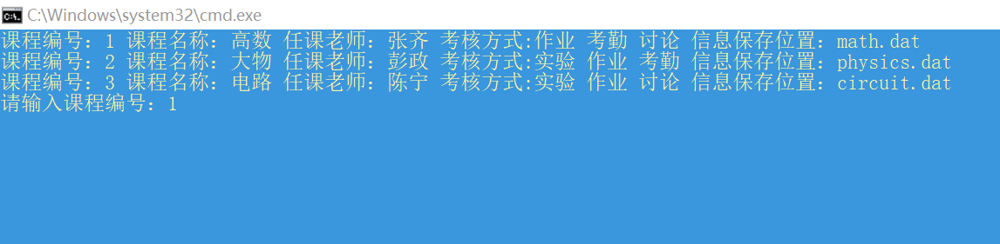 C:\Windows\system32\cmd.exe
课程编号：1 课程名称：高数 任课老师：张齐 考核方式:作业 考勤 讨论 信息保存位置：math.dat
课程编号：2 课程名称：大物 任课老师：彭政 考核方式:实验 作业 考勤 信息保存位置：physics.dat
课程编号：3 课程名称：电路 任课老师：陈宁 考核方式:实验 作业 讨论 信息保存位置：circuit.dat
请输入课程编号：1